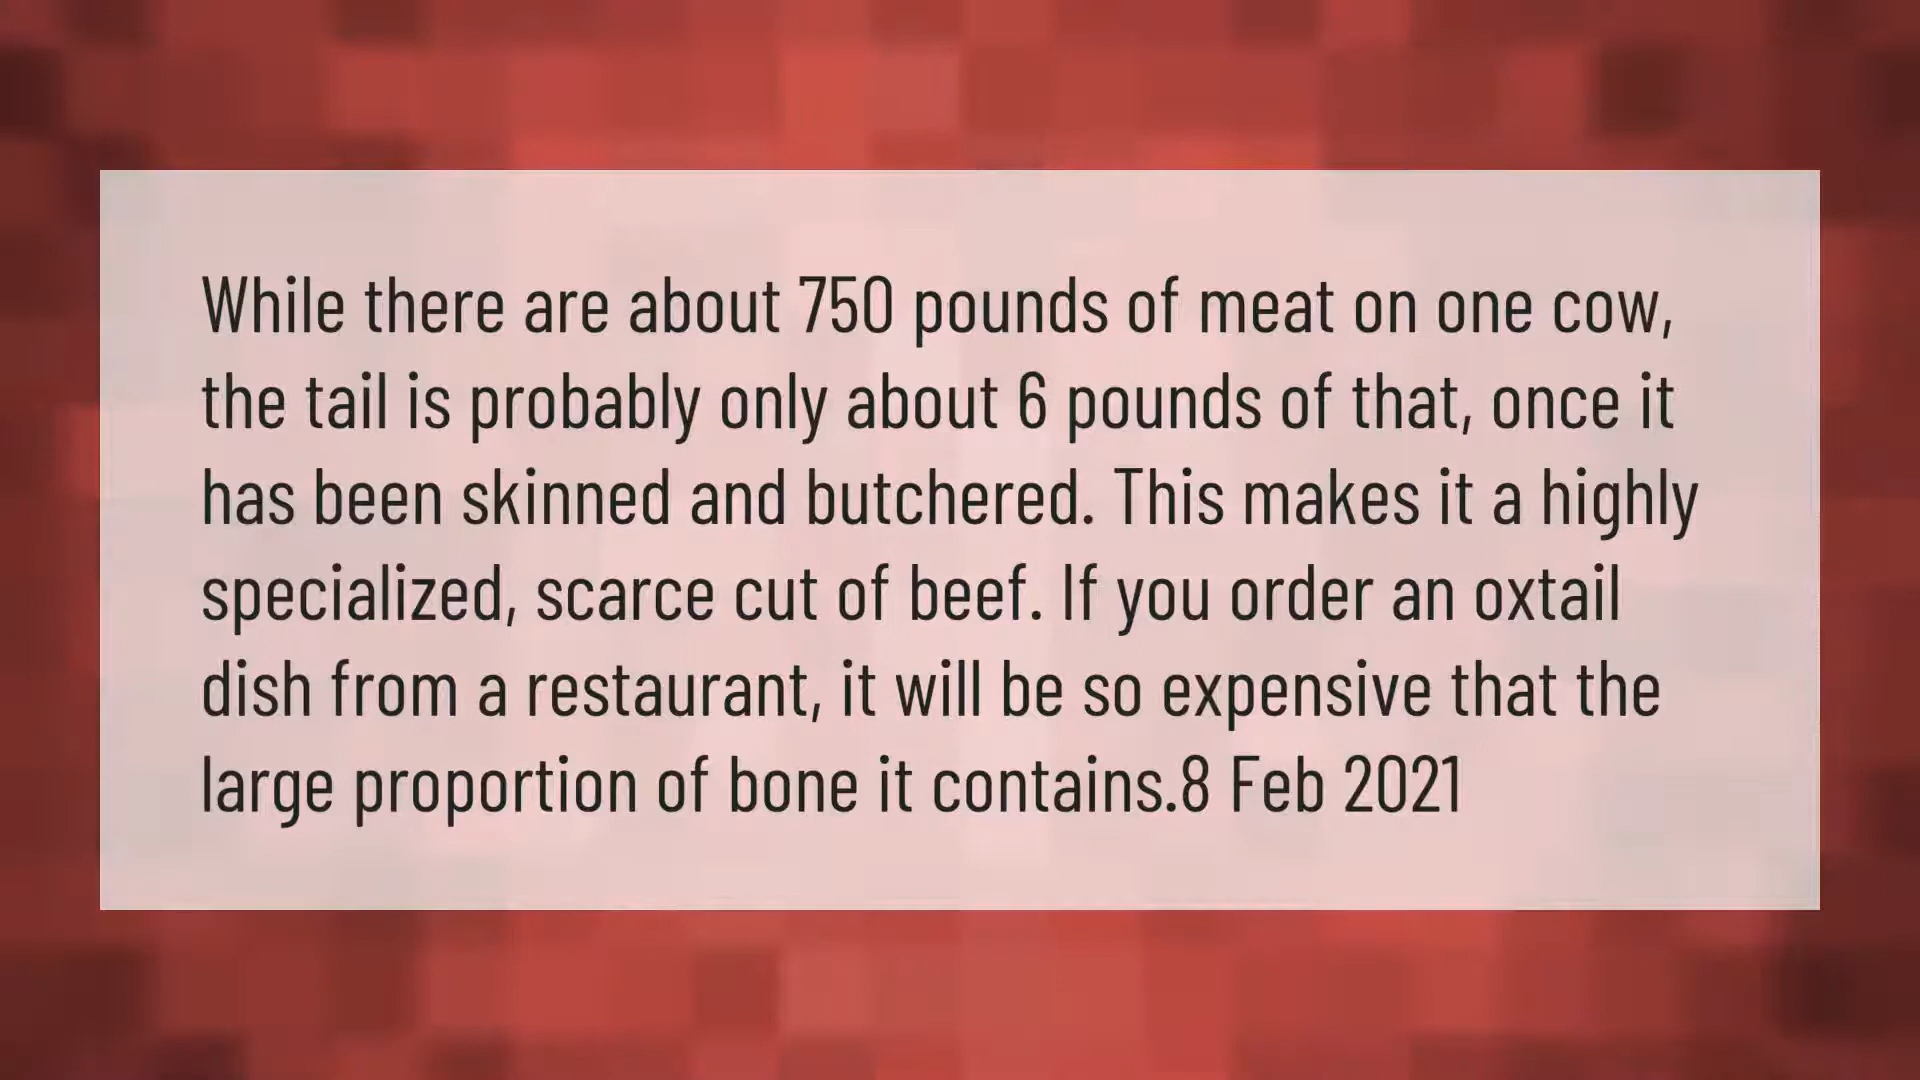 While there are about 750 pounds of meat on one cow,
the tail is probably only about 6 pounds of that, once it
has been skinned and butchered. This makes it a highly
specialized, scarce cut of beef. If you order an oxtail
dish from a restaurant, it will be so expensive that the
large proportion of bone it contains.8 Feb 2021